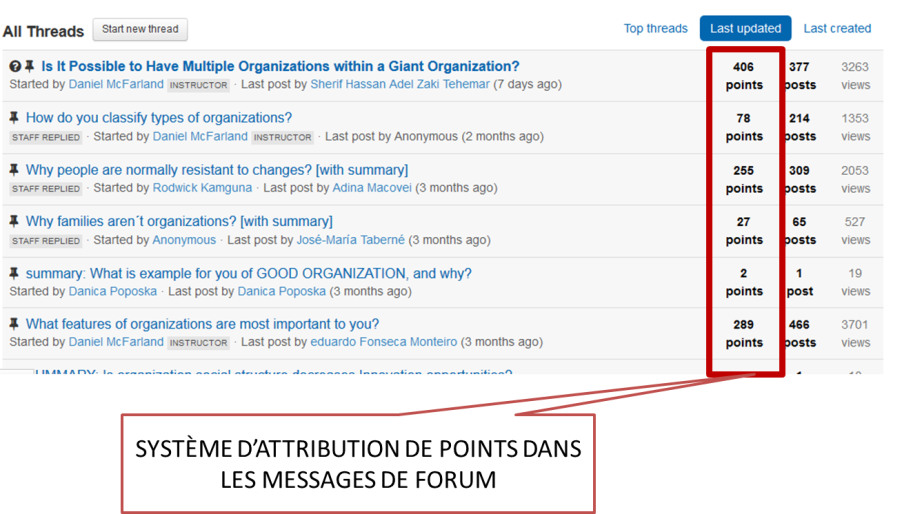 All Threads Start new thread Top threads Last updated Last created
Is It Possible to Have Multiple Organizations within a Giant Organization? 406 377 3263
Started by Daniel McFarland INSTRUCTOR · Last post by Sherif Hassan Adel Zaki Tehemar (7 days ago) points posts views
How do you classify types of organizations? 78 214 1353
STAFF REPLIED · Started by Daniel McFarland INSTRUCTOR · Last post by Anonymous (2 months ago) points posts views
Why people are normally resistant to changes? [with summary] 255 309 2053
STAFF REPLIED · Started by Rodwick Kamguna · Last post by Adina Macovei (3 months ago) points posts views
Why families aren´t organizations? [with summary] 27 65 527
STAFF REPLIED · Started by Anonymous · Last post by José-María Taberné (3 months ago) points posts views
summary: What is example for you of GOOD ORGANIZATION, and why? 2 1 19
Started by Danica Poposka · Last post by Danica Poposka (3 months ago) points post views
What features of organizations are most important to you? 289 466 3701
Started by Daniel McFarland INSTRUCTOR · Last post by eduardo Fonseca Monteiro (3 months ago) points posts views
SYSTÈME D'ATTRIBUTION DE POINTS DANS
LES MESSAGES DE FORUM